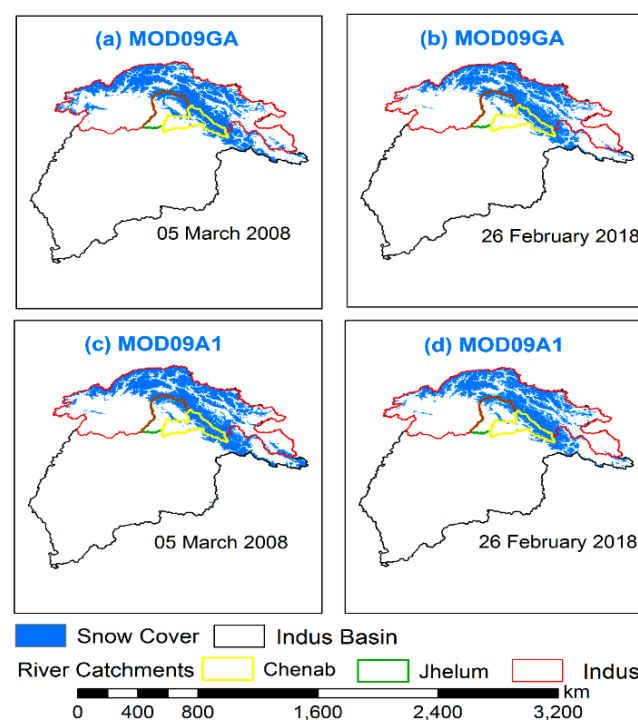 (a) MOD09GA
(b) MOD09GA
05 March 2008
26 February 2018
(c) MOD09A1
(d) MOD09A1
05 March 2008
26 February 2018
Snow Cover Indus Basin
River Catchments Chenab Jhelum Indus
km
0 400 800 1,600 2,400 3,200